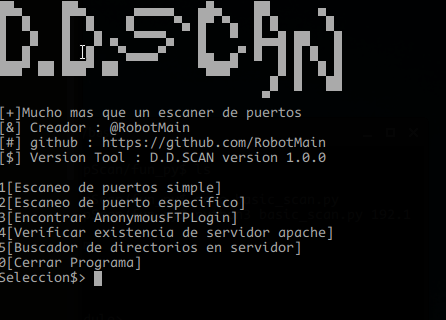 D.D.SCAN
[+]Mucho mas que un escaner de puertos
[&] Creador : @RobotMain
[#] github : https://github.com/RobotMain
[$] Version Tool : D.D.SCAN version 1.0.0
1[Escaneo de puertos simple]
2[Escaneo de puerto especifico]
3[Encontrar AnonymousFTPLogin]
4[Verificar existencia de servidor apache]
5[Buscador de directorios en servidor]
0[Cerrar Programa]
Seleccion$>